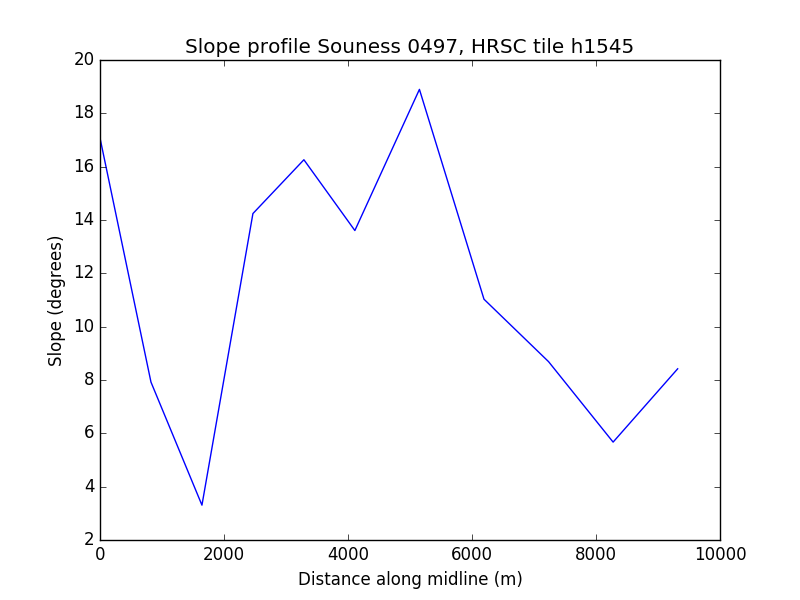 Slope profile Souness 0497, HRSC tile h1545
20
18
16
14
12
10
8
6
4
2
Slope (degrees)
0 2000 4000 6000 8000 10000
Distance along midline (m)